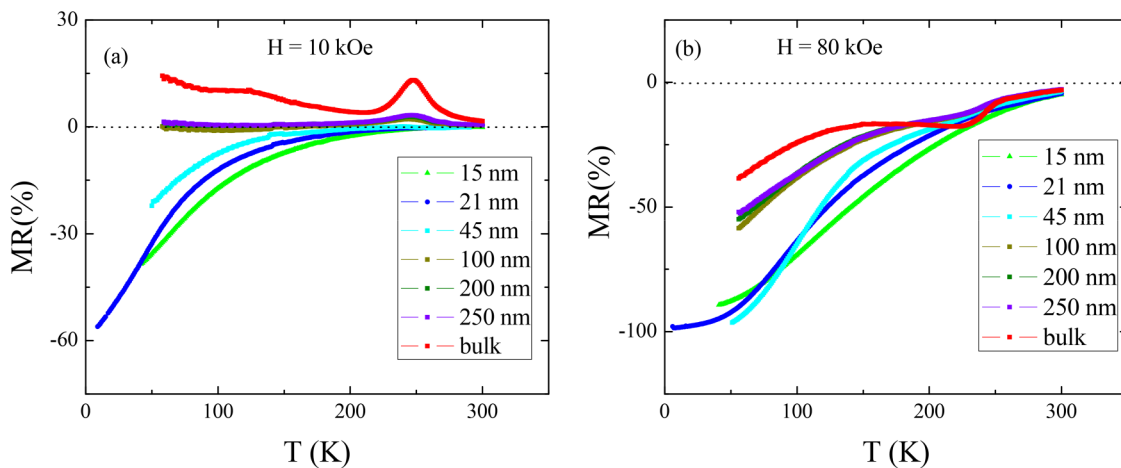 (a)
H = 10 kOe
MR(%)
30
0
-30
-60
15 nm
21 nm
45 nm
100 nm
200 nm
250 nm
bulk
0
100
200
300
T (K)
(b)
H = 80 kOe
MR(%)
0
-50
-100
15 nm
21 nm
45 nm
100 nm
200 nm
250 nm
bulk
0
100
200
300
T (K)